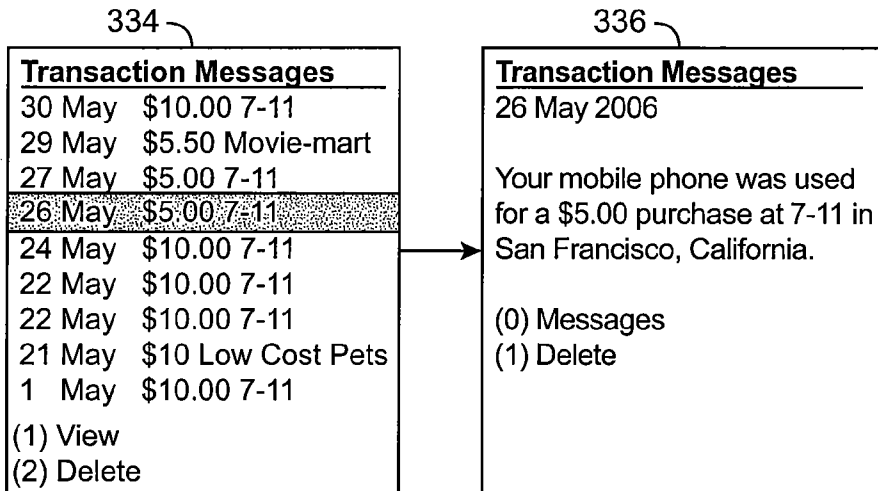 334
Transaction Messages
30 May $10.00 7-11
29 May $5.50 Movie-mart
27 May $5.00 7-11
26 May $5.00 7-11
24 May $10.00 7-11
22 May $10.00 7-11
22 May $10.00 7-11
21 May $10 Low Cost Pets
1 May $10.00 7-11
(1) View
(2) Delete
336
Transaction Messages
26 May 2006
Your mobile phone was used
for a $5.00 purchase at 7-11 in
San Francisco, California.
(0) Messages
(1) Delete